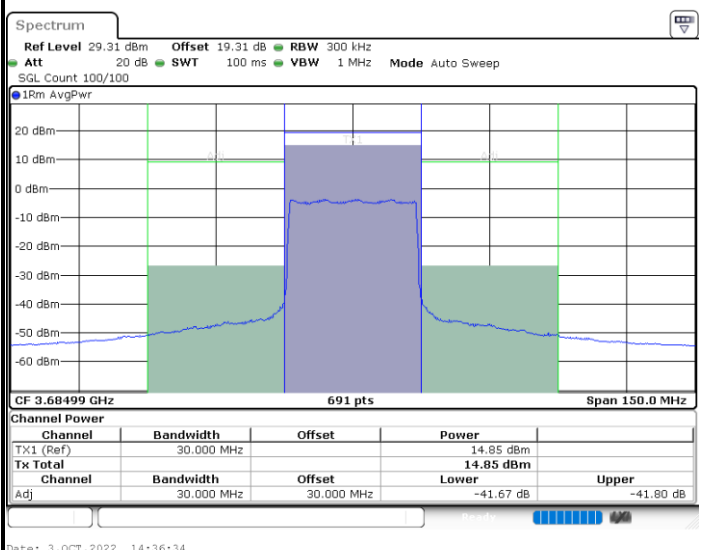 Spectrum
Ref Level 29.31 dBm Offset 19.31 dB RBW 300 kHz
Att 20 dB SWT 100 ms VBW 1 MHz Mode Auto Sweep
SGL Count 100/100
1Rm AvgPwr
20 dBm
TX1
10 dBm
Adj Adj
0 dBm
-10 dBm
-20 dBm
-30 dBm
-40 dBm
-50 dBm
-60 dBm
CF 3.68499 GHz 691 pts Span 150.0 MHz
Channel Power
Channel Bandwidth Offset Power
TX1 (Ref) 30.000 MHz 14.85 dBm
Tx Total 14.85 dBm
Channel Bandwidth Offset Lower Upper
Adj 30.000 MHz 30.000 MHz -41.67 dB -41.80 dB
Ready
Date: 3.OCT.2022 14:36:34